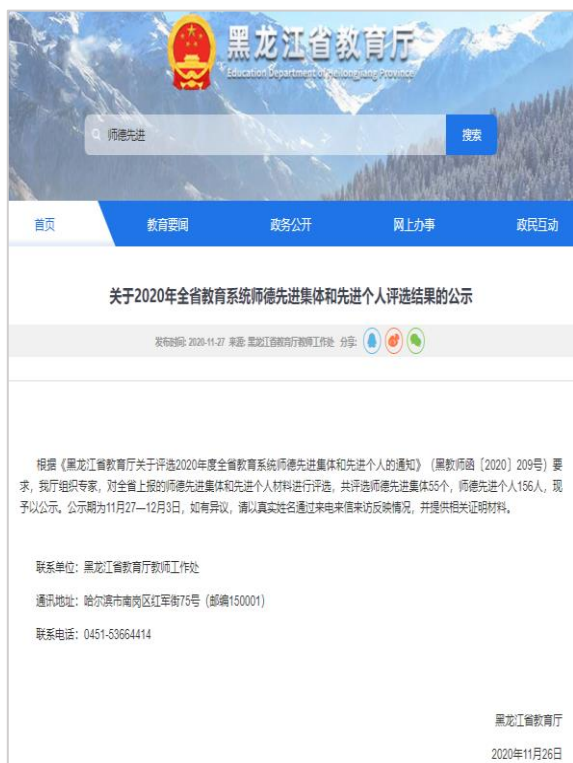 黑龙江省教育厅
Education Department of Heilongjiang Province
师德先进
搜索
首页 教育要闻 政务公开 网上办事 政民互动
关于2020年全省教育系统师德先进集体和先进个人评选结果的公示
发布时间: 2020-11-27 来源: 黑龙江省教育厅教师工作处 分享:
根据《黑龙江省教育厅关于评选2020年度全省教育系统师德先进集体和先进个人的通知》（黑教师函〔2020〕209号）要
求，我厅组织专家，对全省上报的师德先进集体和先进个人材料进行评选，共评选师德先进集体55个，师德先进个人156人，现
予以公示。公示期为11月27—12月3日，如有异议，请以真实姓名通过来电来信来访反映情况，并提供相关证明材料。
联系单位：黑龙江省教育厅教师工作处
通讯地址：哈尔滨市南岗区红军街75号（邮编150001）
联系电话：0451-53664414
黑龙江省教育厅
2020年11月26日